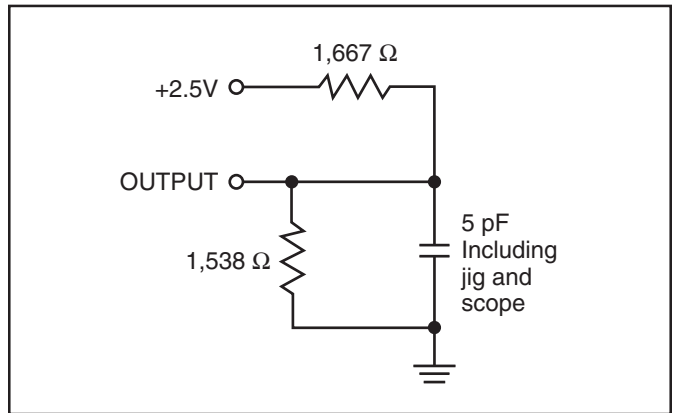 1,667 Ω
+2.5V
OUTPUT
1,538 Ω
5 pF
Including
jig and
scope